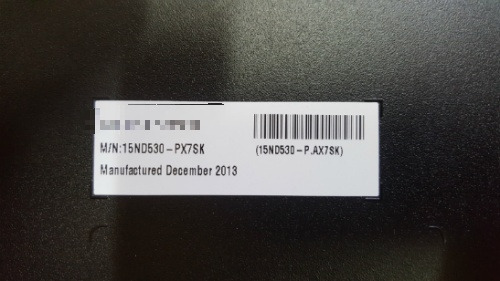 M/N:15ND530-PX7SK
(15ND530-P.AX7SK)
Manufactured December 2013